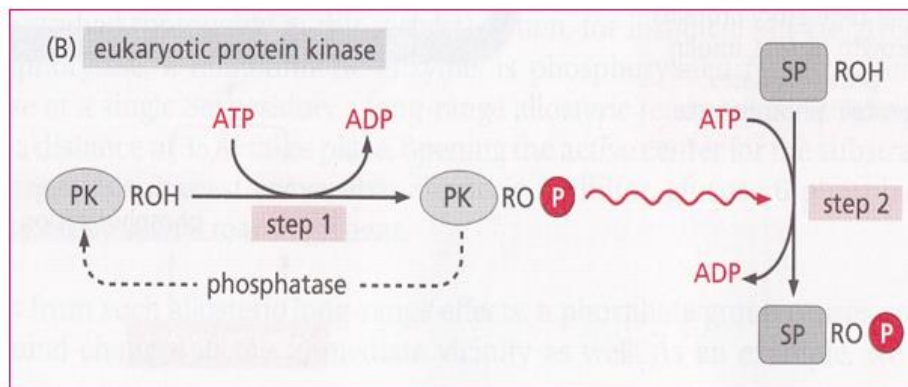 (B) eukaryotic protein kinase
SP ROH
ATP ADP ATP
PK ROH PK RO P
step 1 step 2
phosphatase ADP
SP RO P